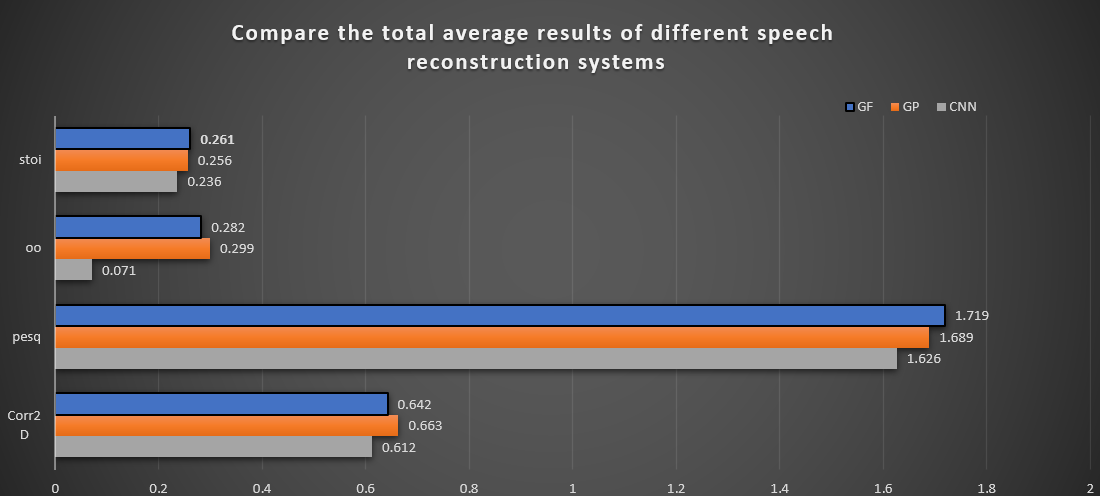 Compare the total average results of different speech
reconstruction systems
GF GP CNN
stoi
0.261
0.256
0.236
oo
0.282
0.299
0.071
pesq
1.719
1.689
1.626
Corr2
D
0.642
0.663
0.612
0 0.2 0.4 0.6 0.8 1 1.2 1.4 1.6 1.8 2